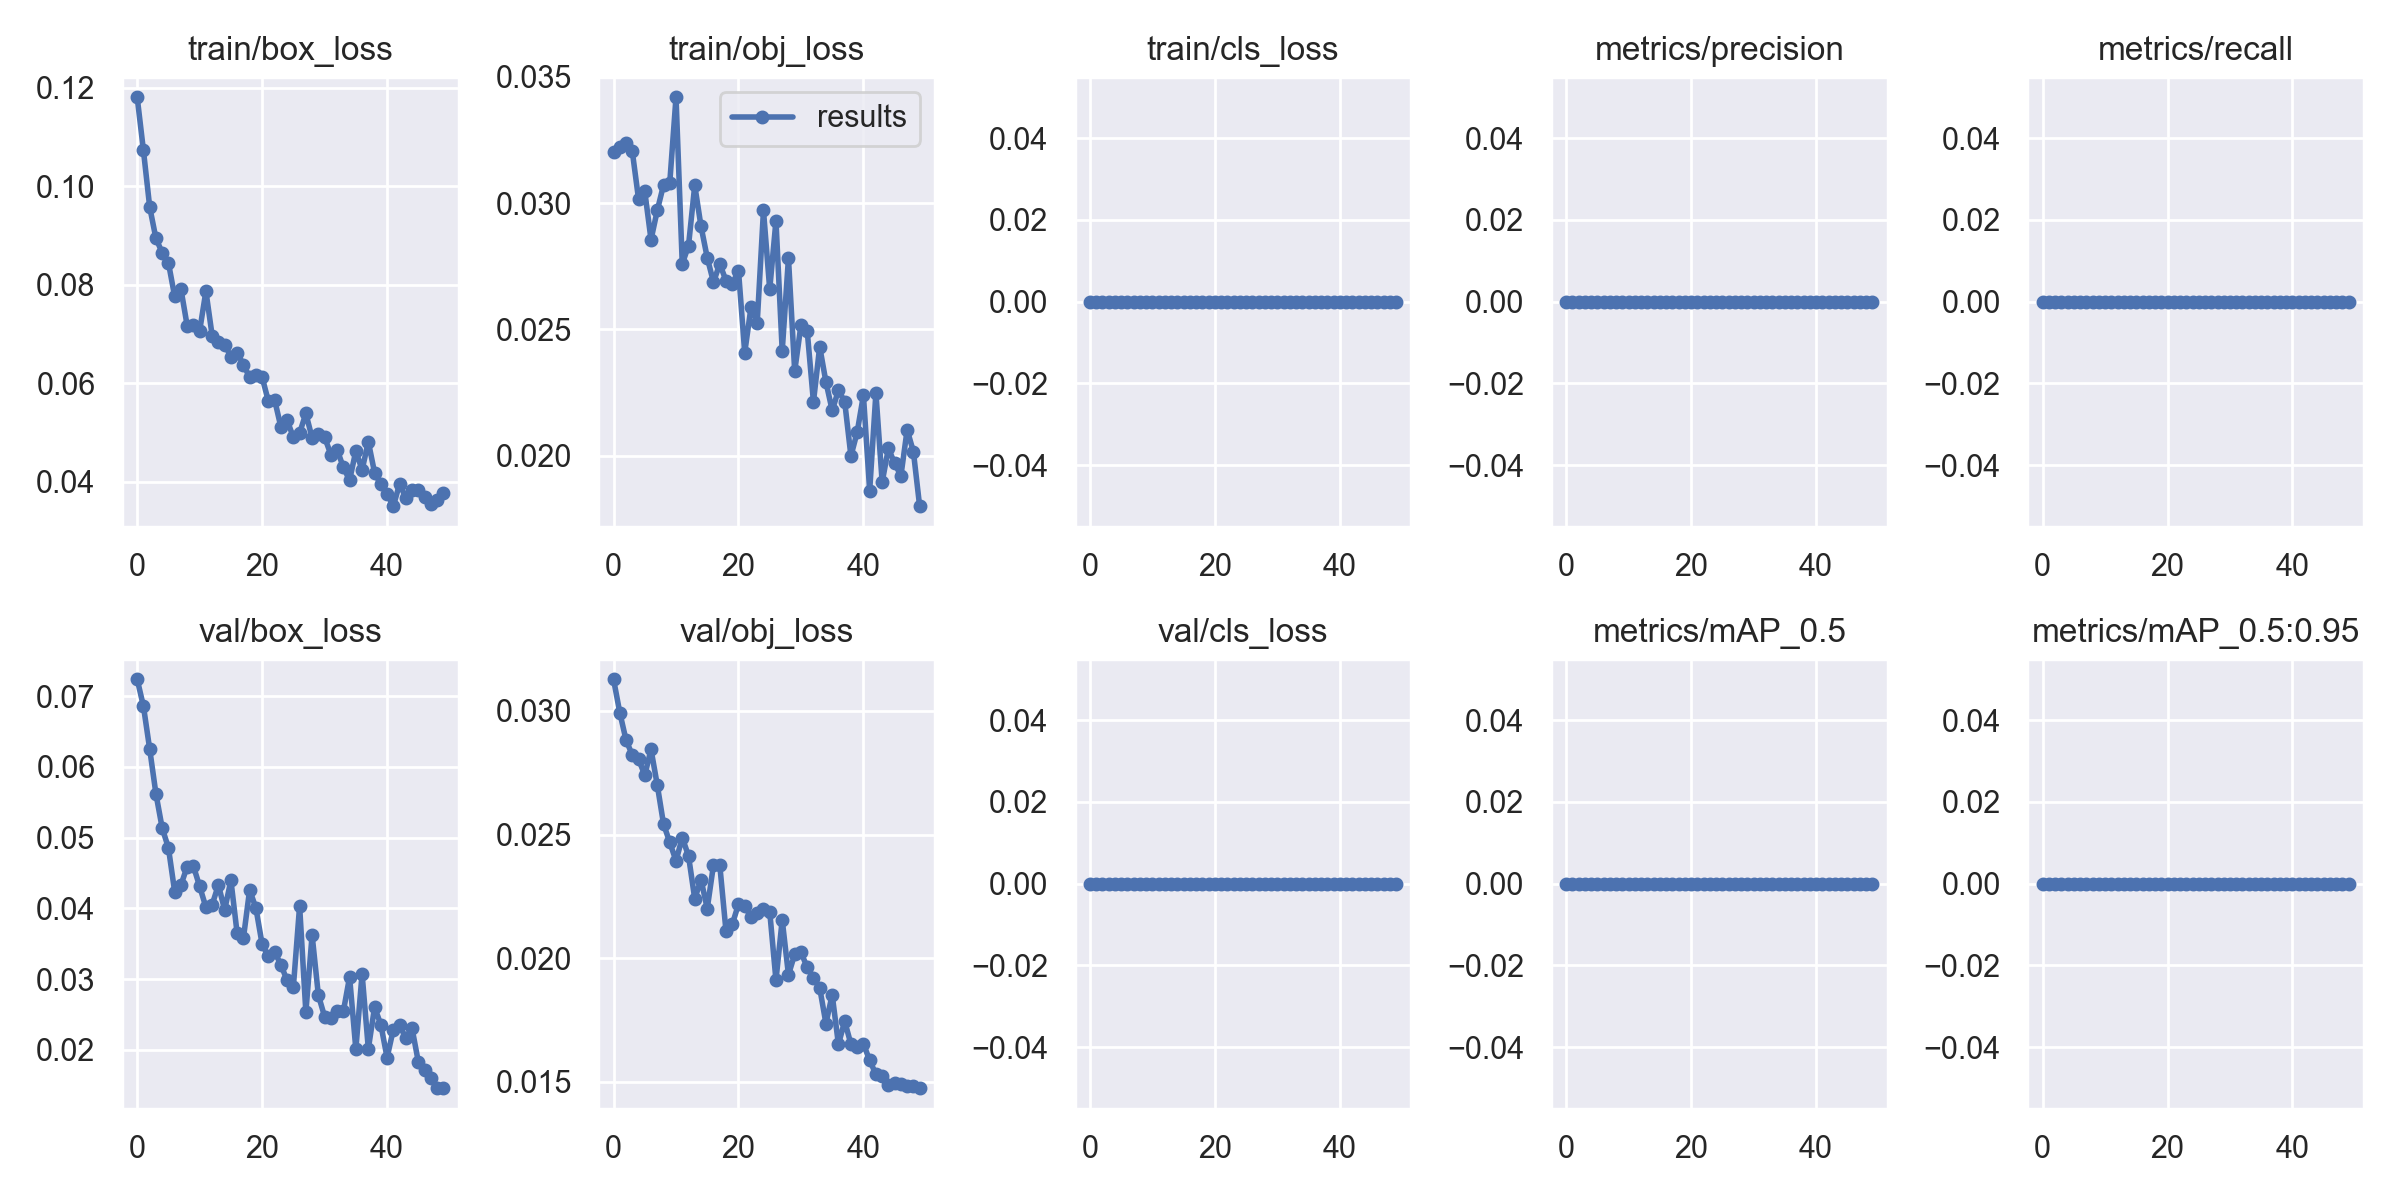 train/box_loss
0.12
0.10
0.08
0.06
0.04
0 20 40
train/obj_loss
results
0.035
0.030
0.025
0.020
0 20 40
train/cls_loss
0.04
0.02
0.00
−0.02
−0.04
0 20 40
metrics/precision
0.04
0.02
0.00
−0.02
−0.04
0 20 40
metrics/recall
0.04
0.02
0.00
−0.02
−0.04
0 20 40
val/box_loss
0.07
0.06
0.05
0.04
0.03
0.02
0 20 40
val/obj_loss
0.030
0.025
0.020
0.015
0 20 40
val/cls_loss
0.04
0.02
0.00
−0.02
−0.04
0 20 40
metrics/mAP_0.5
0.04
0.02
0.00
−0.02
−0.04
0 20 40
metrics/mAP_0.5:0.95
0.04
0.02
0.00
−0.02
−0.04
0 20 40